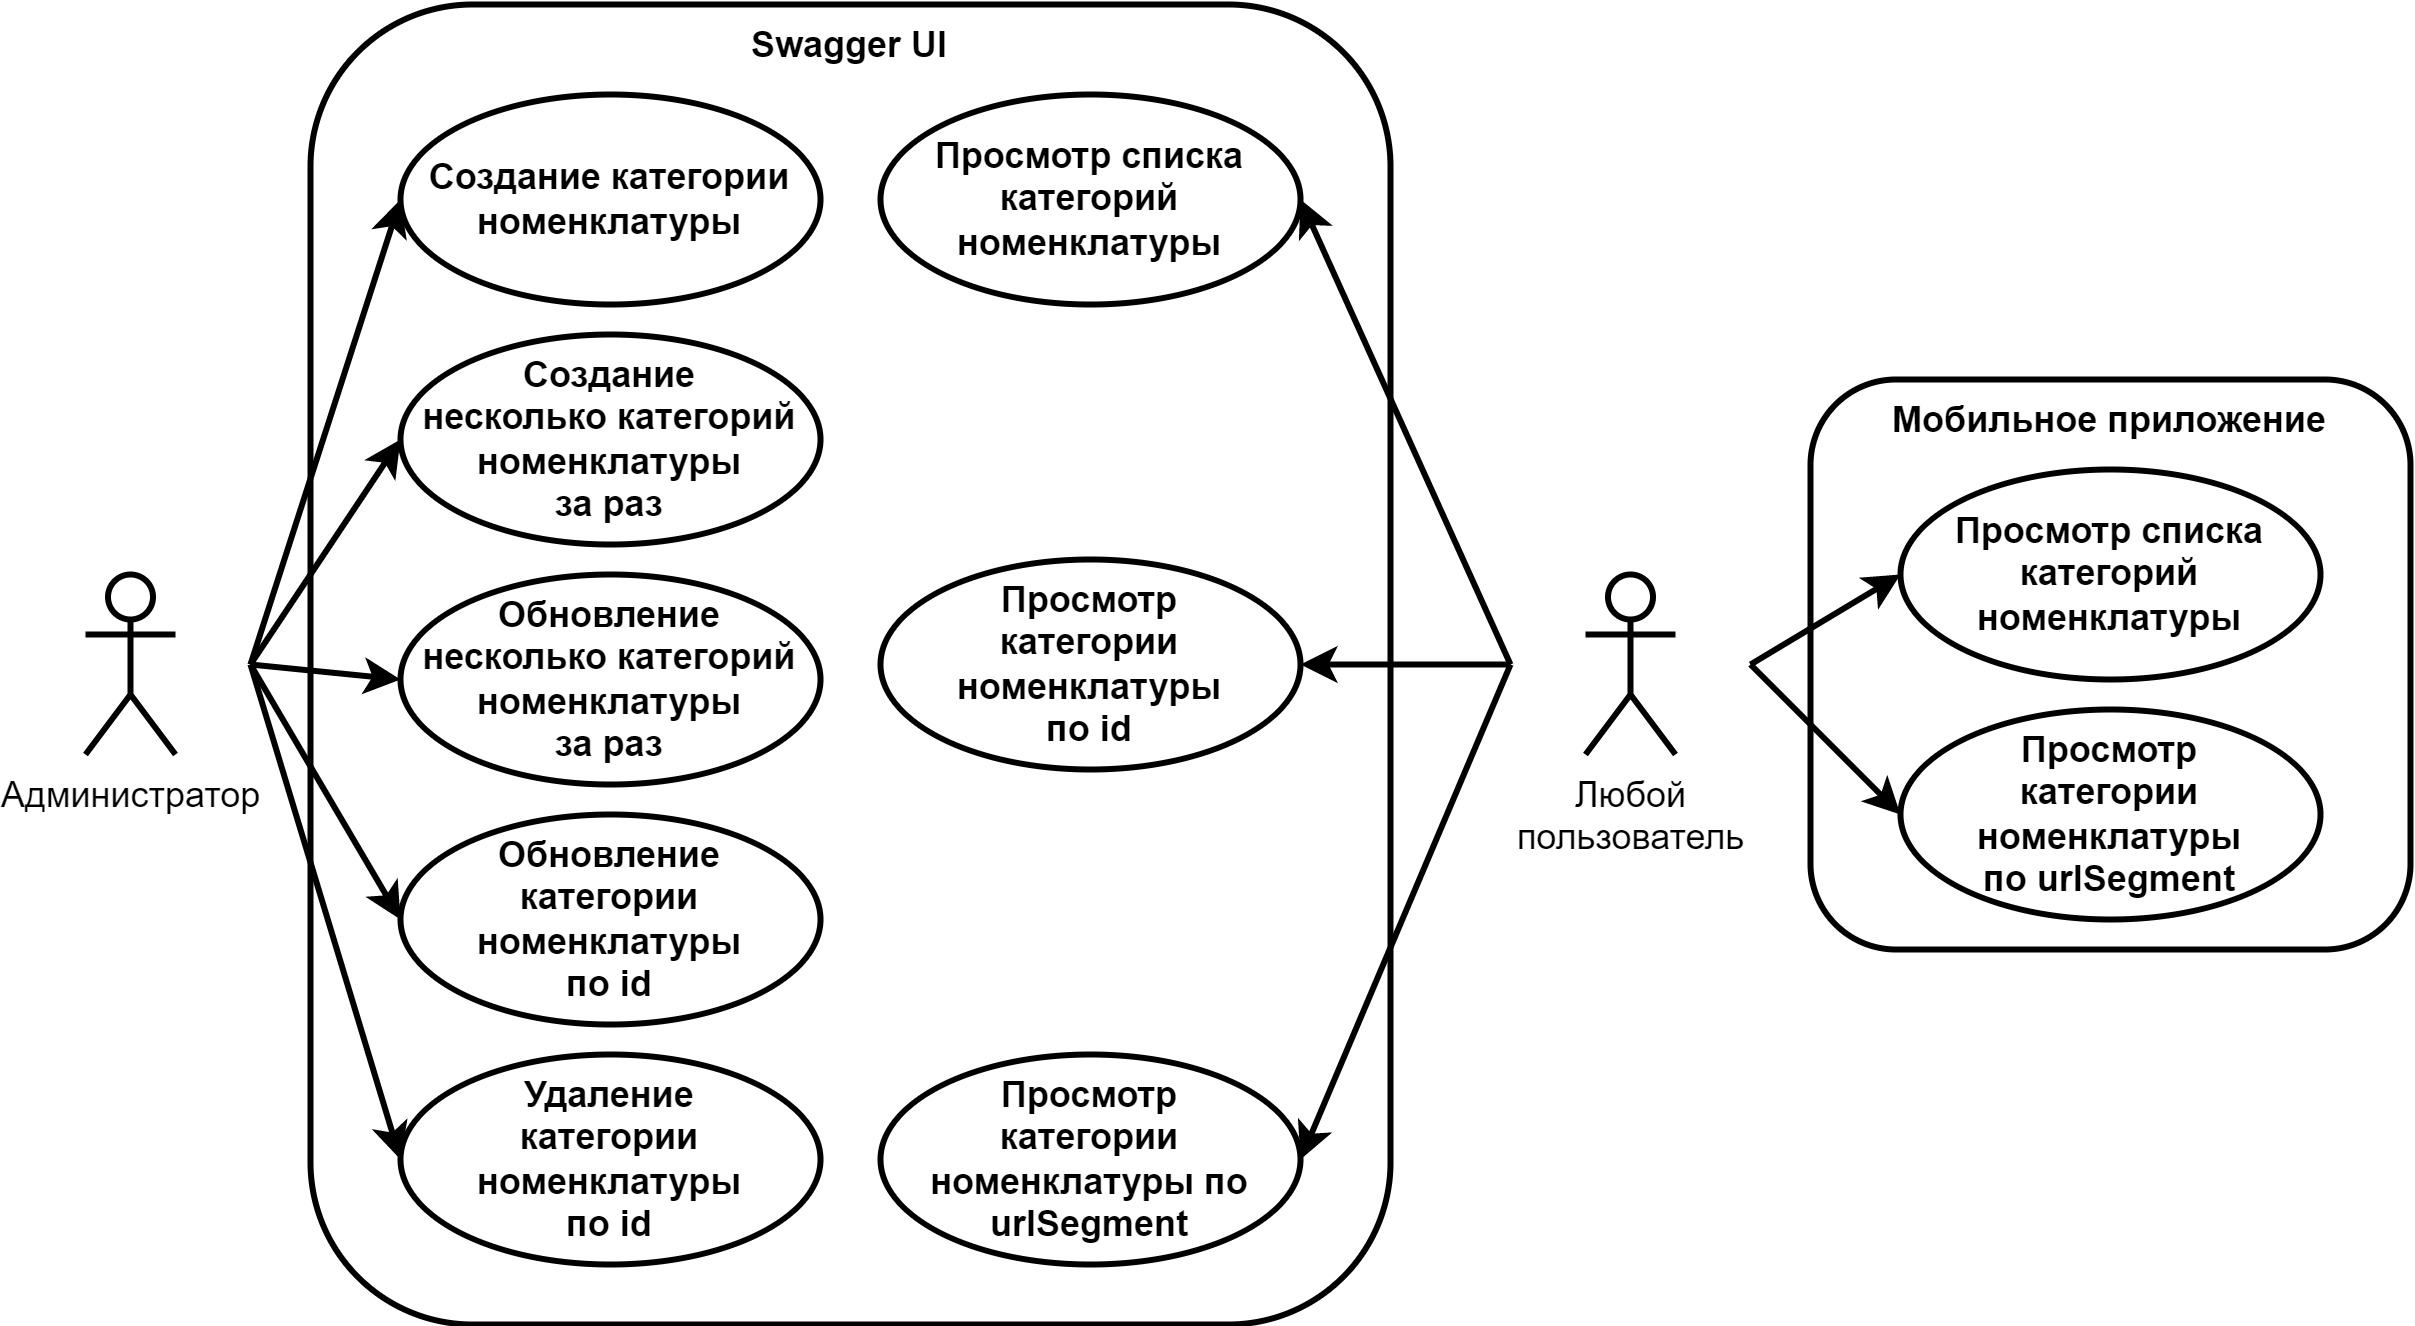 Swagger UI
Создание категории
номенклатуры
Просмотр списка
категорий
номенклатуры
Создание
несколько категорий
номенклатуры
за раз
Обновление
несколько категорий
номенклатуры
за раз
Просмотр
категории
номенклатуры
по id
Обновление
категории
номенклатуры
по id
Удаление
категории
номенклатуры
по id
Просмотр
категории
номенклатуры по
urlSegment
Администратор
Любой
пользователь
Мобильное приложение
Просмотр списка
категорий
номенклатуры
Просмотр
категории
номенклатуры
по urlSegment